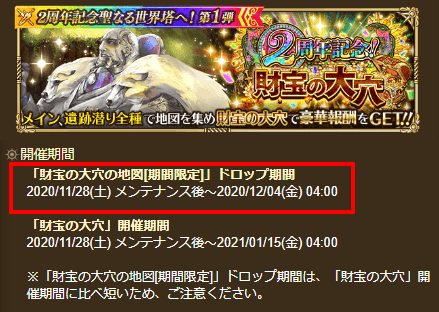 2周年記念聖なる世界塔へ!第1弾
2周年記念!
財宝の大穴
メイン、遺跡潜り全種で地図を集め財宝の大穴で豪華報酬をGET!!
開催期間
「財宝の大穴の地図[期間限定]」ドロップ期間
2020/11/28(土) メンテナンス後～2020/12/04(金) 04:00
「財宝の大穴」開催期間
2020/11/28(土) メンテナンス後～2021/01/15(金) 04:00
※「財宝の大穴の地図[期間限定]」ドロップ期間は、「財宝の大穴」開
催期間に比べ短いため、ご注意ください。